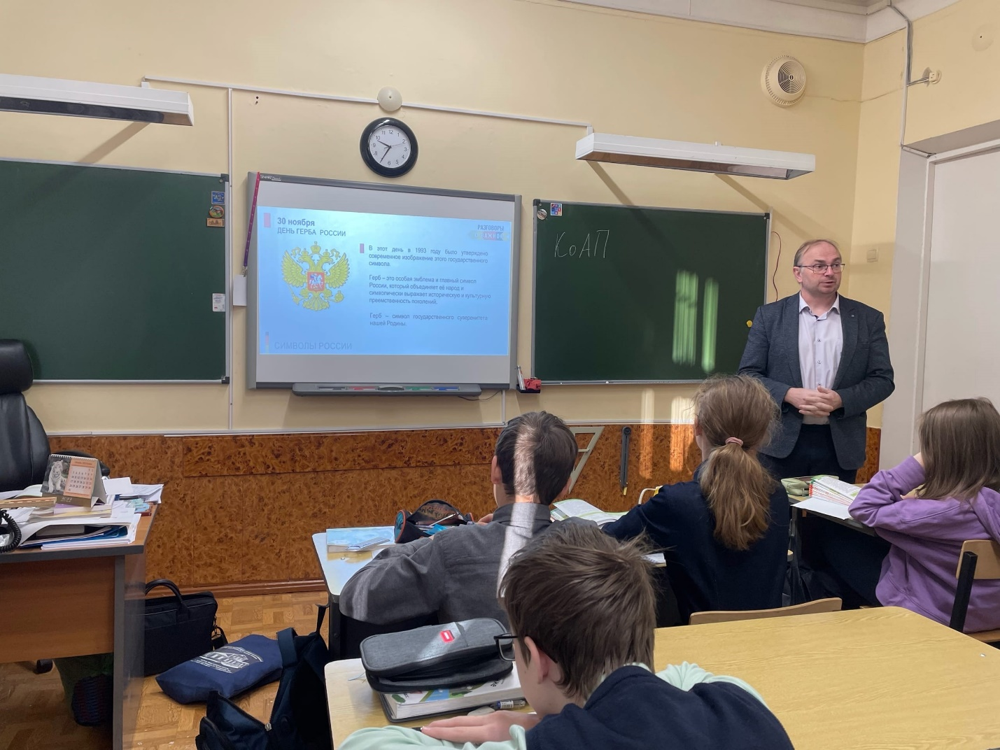 30 ноября
ДЕНЬ ГЕРБА РОССИИ
РАЗГОВОРЫ
В этот день в 1993 году было утверждено
современное изображение этого государственного
символа.
Герб – это особая эмблема и главный символ
России, который объединяет её народ и
символически выражает историческую и культурную
преемственность поколений.
Герб – символ государственного суверенитета
нашей Родины.
СИМВОЛЫ РОССИИ
КоАП